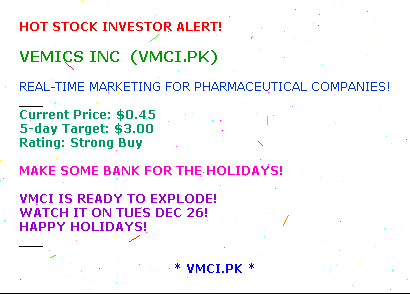 HOT STOCK INVESTOR ALERT!
VEMICS INC (VMCI.PK)
REAL-TIME MARKETING FOR PHARMACEUTICAL COMPANIES!
Current Price: $0.45
5-day Target: $3.00
Rating: Strong Buy
MAKE SOME BANK FOR THE HOLIDAYS!
VMCI IS READY TO EXPLODE!
WATCH IT ON TUES DEC 26!
HAPPY HOLIDAYS!
* VMCI.PK *